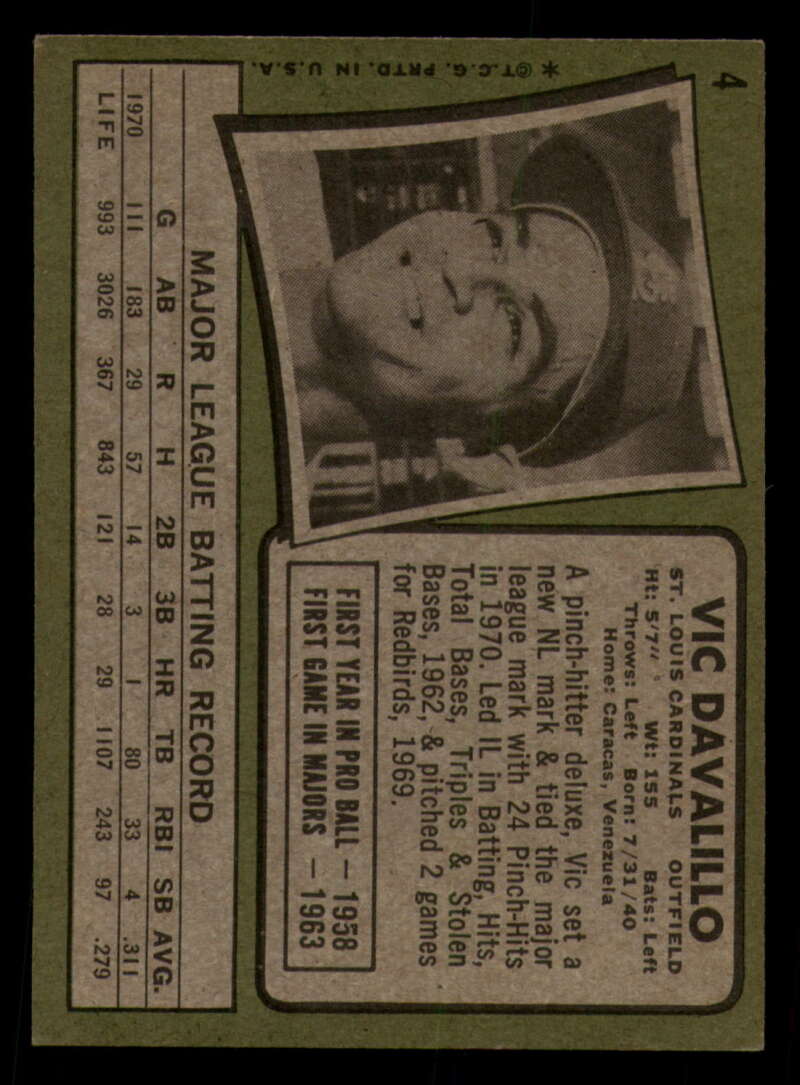 4
*©T.C.G. PRTD. IN U.S.A.
VIC DAVALILLO
ST. LOUIS CARDINALS OUTFIELD
Ht: 5'7" Wt: 155 Bats: Left
Throws: Left Born: 7/31/40
Home: Caracas, Venezuela
A pinch-hitter deluxe, Vic set a
new NL mark & tied the major
league mark with 24 Pinch-Hits
in 1970. Led IL in Batting, Hits,
Total Bases, Triples & Stolen
Bases, 1962, & pitched 2 games
for Redbirds, 1969.
FIRST YEAR IN PRO BALL — 1958
FIRST GAME IN MAJORS — 1963
MAJOR LEAGUE BATTING RECORD
G AB R H 2B 3B HR TB RBI SB AVG.
1970 111 183 29 57 14 3 1 80 33 4 .311
LIFE 993 3026 367 843 121 28 29 1107 243 97 .279